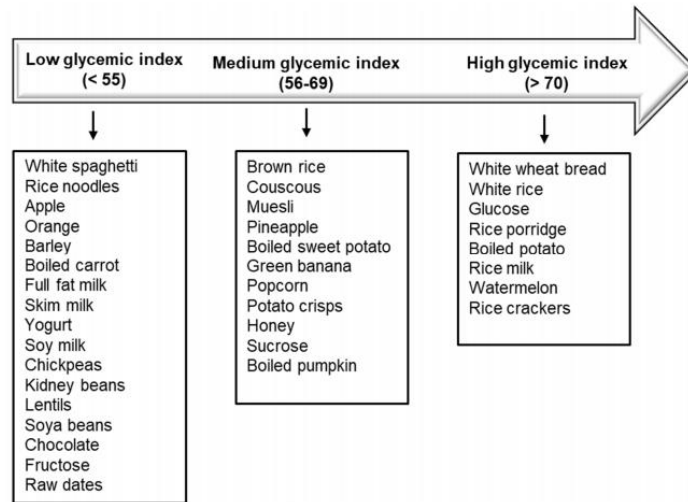 Low glycemic index
(< 55)
Medium glycemic index
(56-69)
High glycemic index
(> 70)
White spaghetti
Rice noodles
Apple
Orange
Barley
Boiled carrot
Full fat milk
Skim milk
Yogurt
Soy milk
Chickpeas
Kidney beans
Lentils
Soya beans
Chocolate
Fructose
Raw dates
Brown rice
Couscous
Muesli
Pineapple
Boiled sweet potato
Green banana
Popcorn
Potato crisps
Honey
Sucrose
Boiled pumpkin
White wheat bread
White rice
Glucose
Rice porridge
Boiled potato
Rice milk
Watermelon
Rice crackers